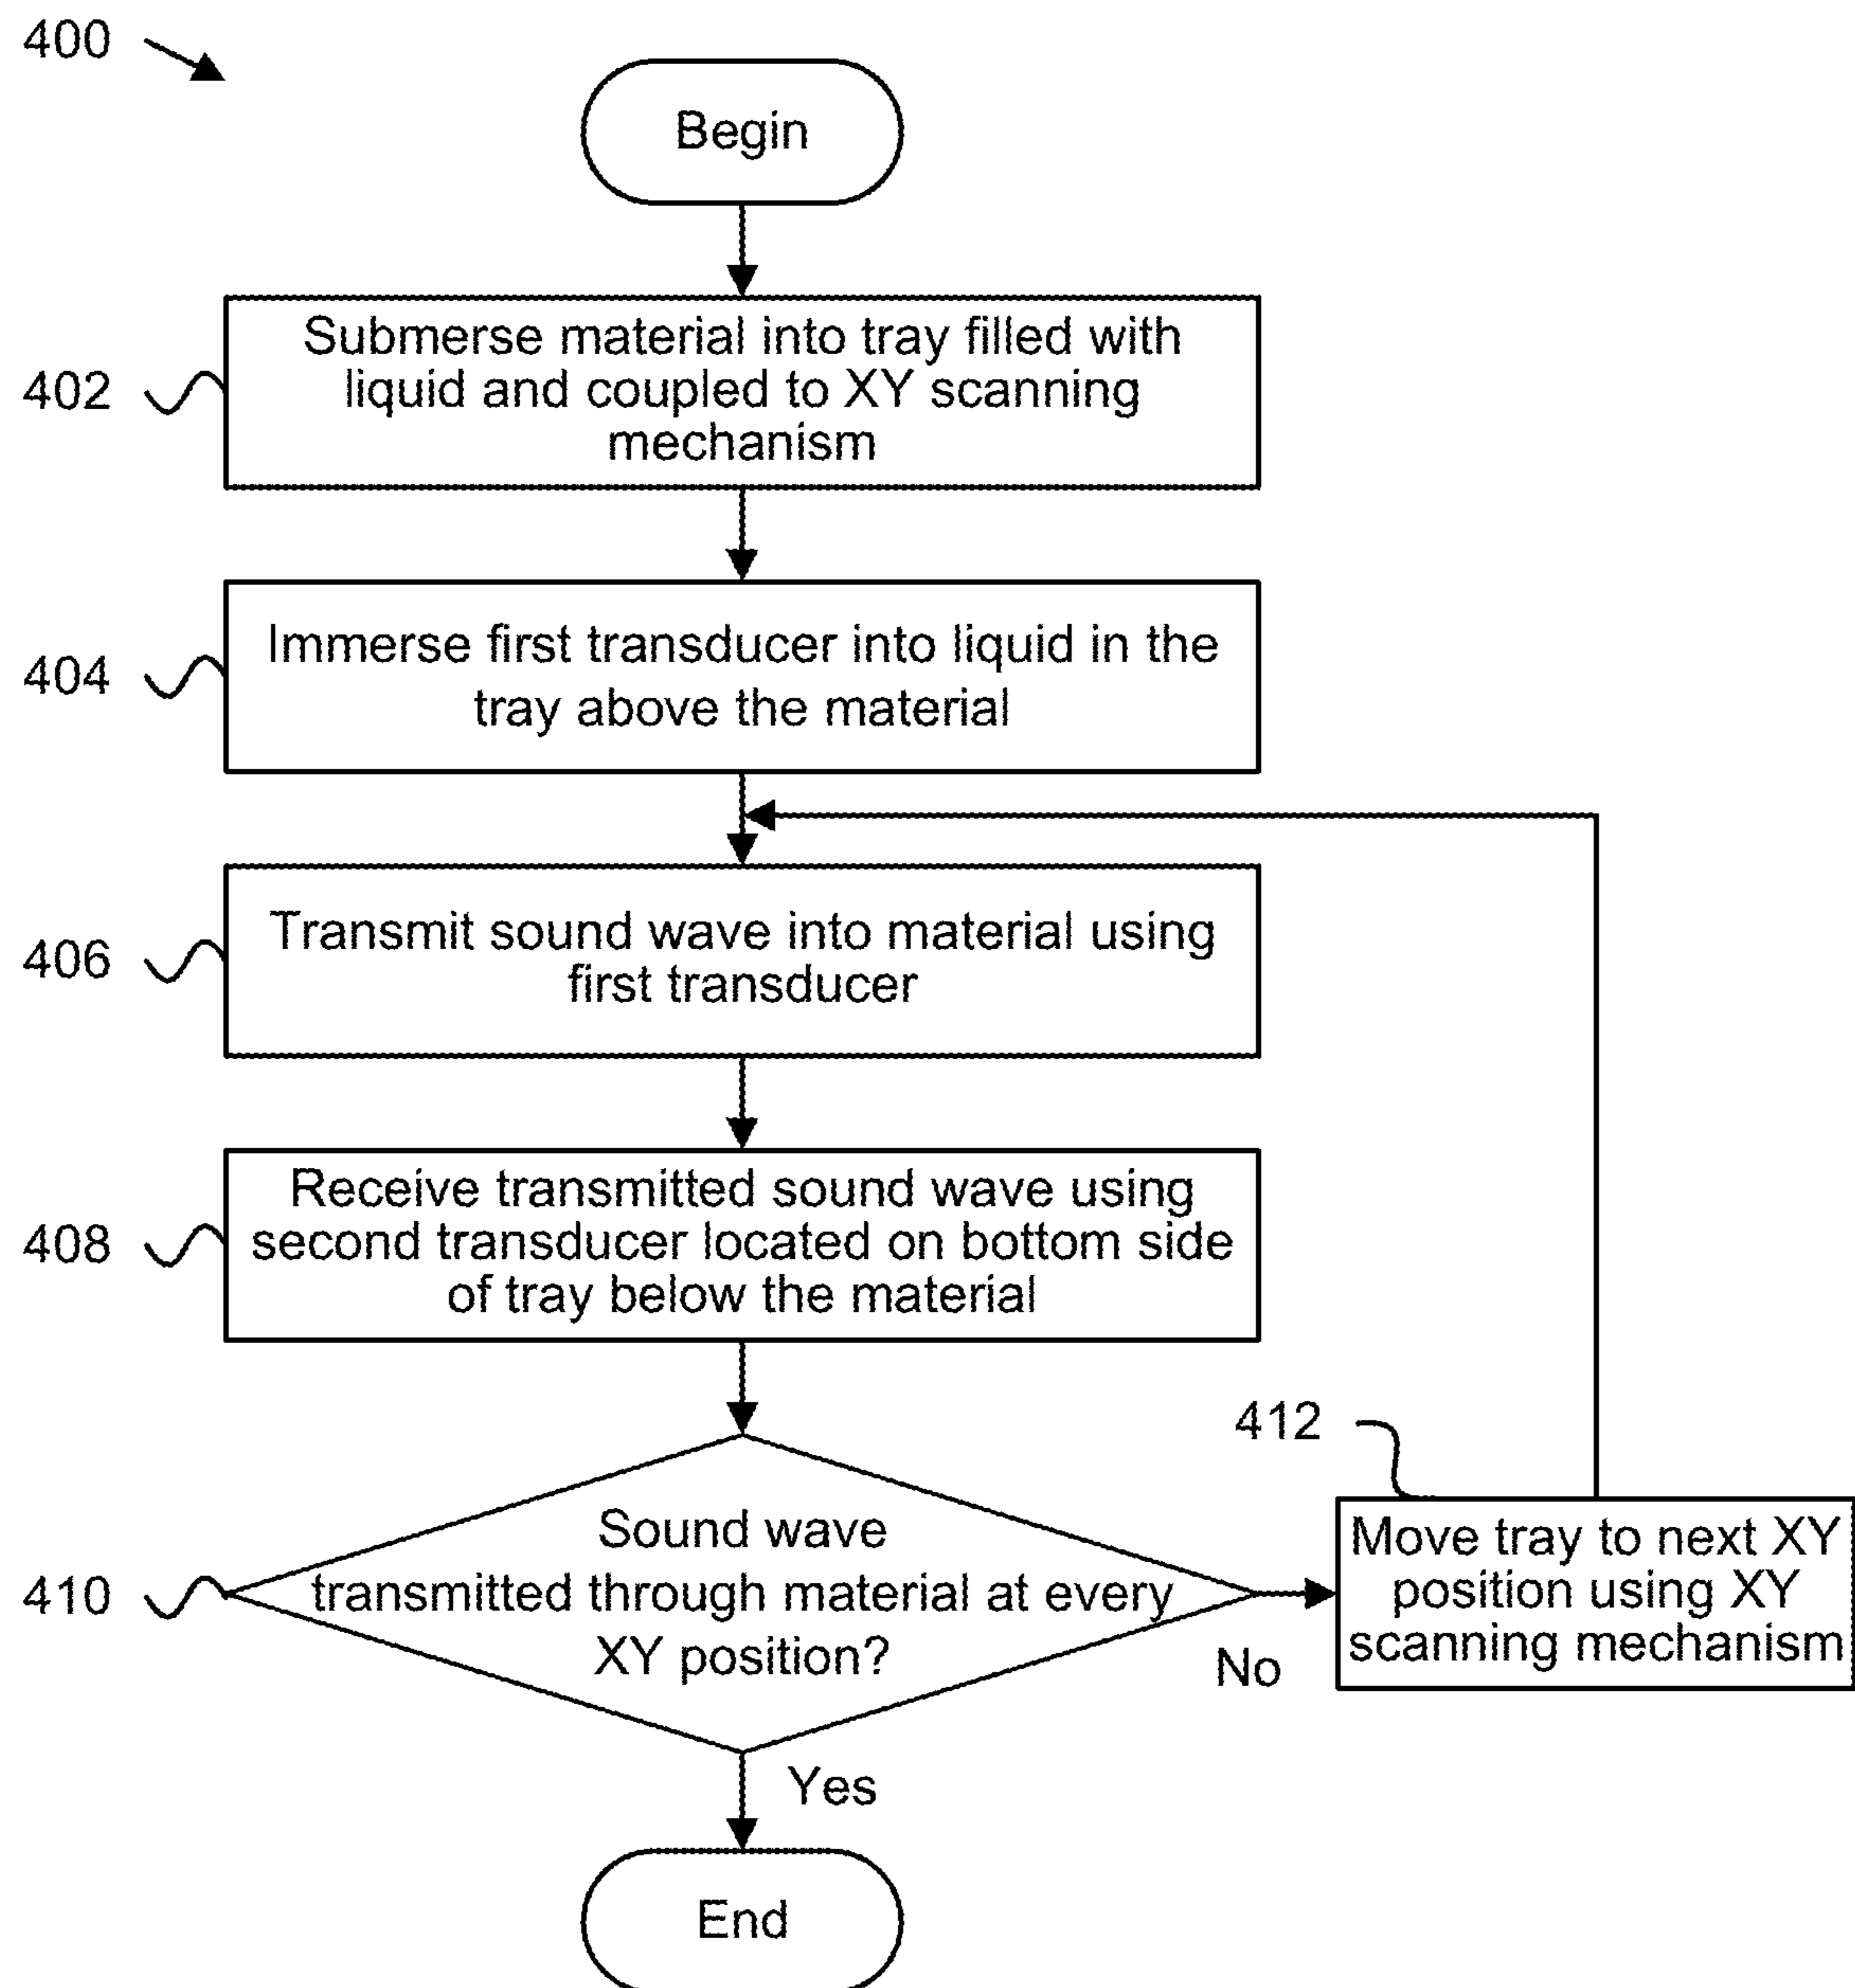 400
Begin
Submerse material into tray filled with
liquid and coupled to XY scanning
mechanism
402
Immerse first transducer into liquid in the
tray above the material
404
Transmit sound wave into material using
first transducer
406
Receive transmitted sound wave using
second transducer located on bottom side
of tray below the material
408
Sound wave
transmitted through material at every
XY position?
410
No
412
Move tray to next XY
position using XY
scanning mechanism
Yes
End